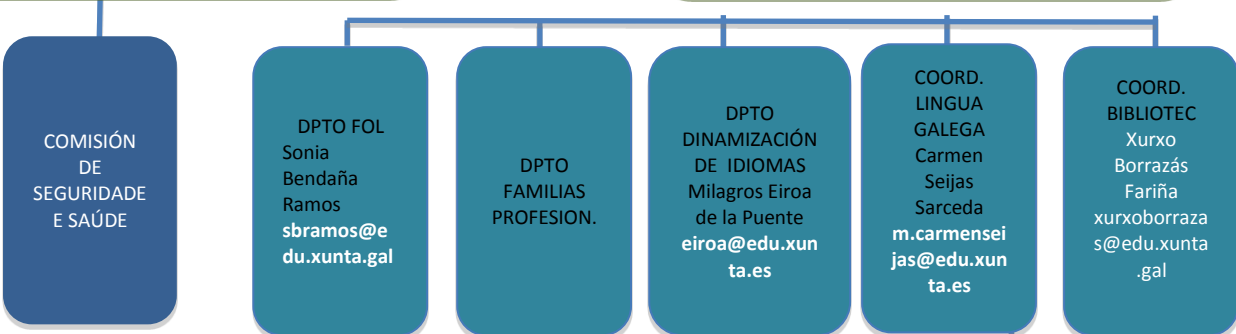 COMISIÓN
DE
SEGURIDADE
E SAÚDE
DPTO FOL
Sonia
Bendaña
Ramos
sbramos@e
du.xunta.gal
DPTO
FAMILIAS
PROFESION.
DPTO
DINAMIZACIÓN
DE IDIOMAS
Milagros Eiroa
de la Puente
eiroa@edu.xun
ta.es
COORD.
LINGUA
GALEGA
Carmen
Seijas
Sarceda
m.carmensei
jas@edu.xun
ta.es
COORD.
BIBLIOTEC
Xurxo
Borrazás
Fariña
xurxoborraza
s@edu.xunta
.gal